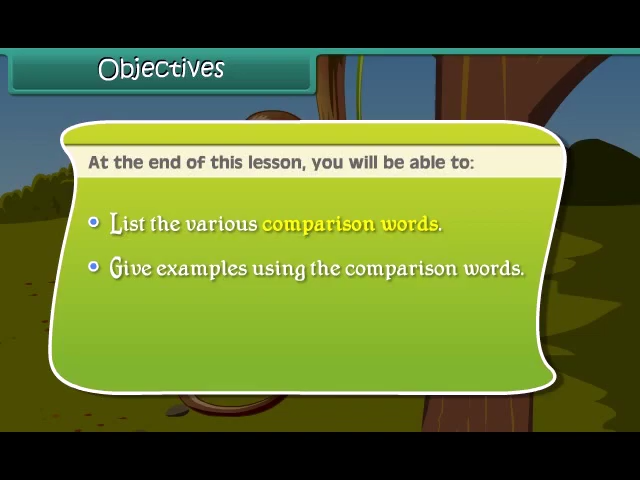 Objectives
At the end of this lesson, you will be able to:
List the various comparison words.
Give examples using the comparison words.